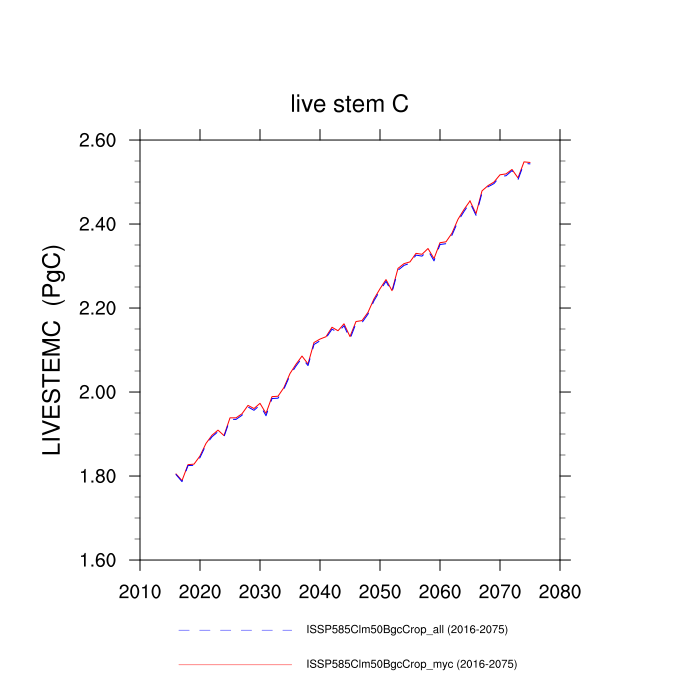 live stem C
2.60
2.40
2.20
2.00
1.80
1.60
LIVESTEMC (PgC)
2010 2020 2030 2040 2050 2060 2070 2080
ISSP585Clm50BgcCrop_all (2016-2075)
ISSP585Clm50BgcCrop_myc (2016-2075)